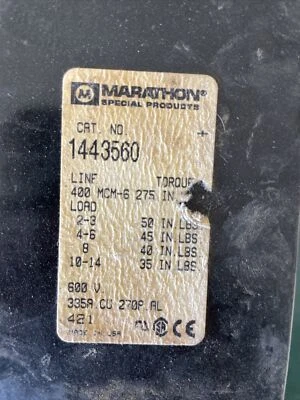 M MARATHON®
SPECIAL PRODUCTS
CAT. NO.
1443560
LINE TORQUE
400 MCM-6 275 IN
LOAD
2-3 50 IN.LBS.
4-6 45 IN.LBS.
8 40 IN.LBS.
10-14 35 IN.LBS.
600 V.
335A.CU 270A.AL
421
MADE IN USA